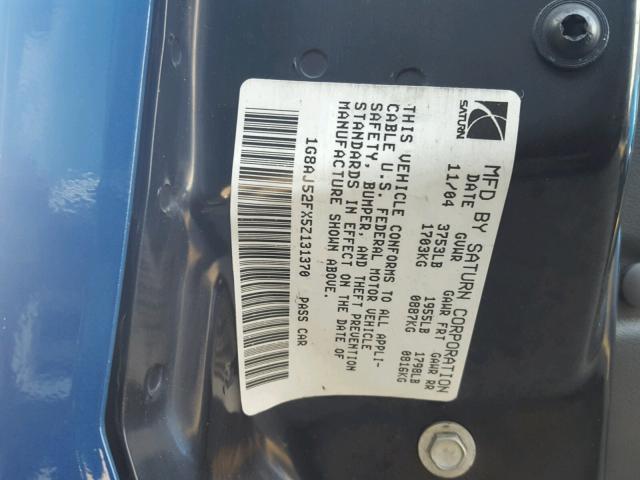 SATURN
MFD BY SATURN CORPORATION
DATE GVWR GAWR FRT GAWR RR
11/04 3753LB 1955LB 1798LB
1703KG 0887KG 0816KG
THIS VEHICLE CONFORMS TO ALL APPLI-
CABLE U.S. FEDERAL MOTOR VEHICLE
SAFETY, BUMPER, AND THEFT PREVENTION
STANDARDS IN EFFECT ON THE DATE OF
MANUFACTURE SHOWN ABOVE.
1G8AJ52FX5Z131370 PASS CAR